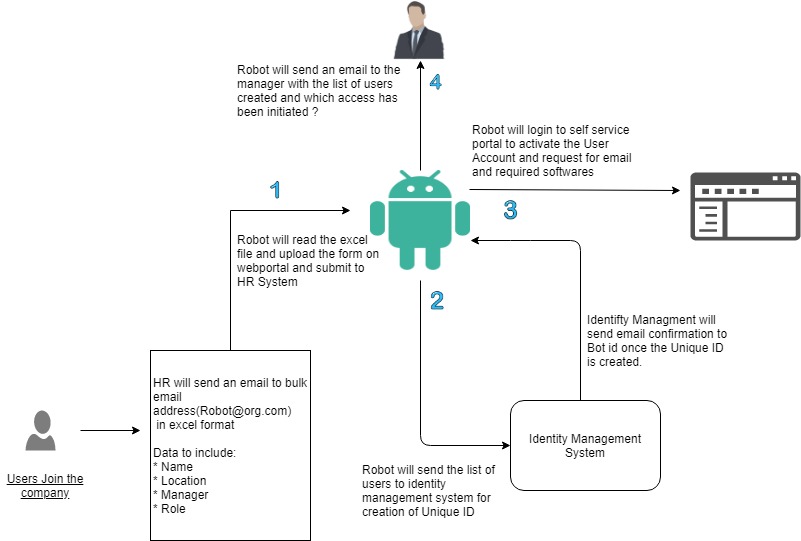 Robot will send an email to the
manager with the list of users
created and which access has
been initiated ?
4
Robot will login to self service
portal to activate the User
Account and request for email
and required softwares
3
1
Robot will read the excel
file and upload the form on
webportal and submit to
HR System
2
Identifty Managment will
send email confirmation to
Bot id once the Unique ID
is created.
HR will send an email to bulk
email
address(Robot@org.com)
in excel format
Data to include:
* Name
* Location
* Manager
* Role
Users Join the
company
Identity Management
System
Robot will send the list of
users to identity
management system for
creation of Unique ID